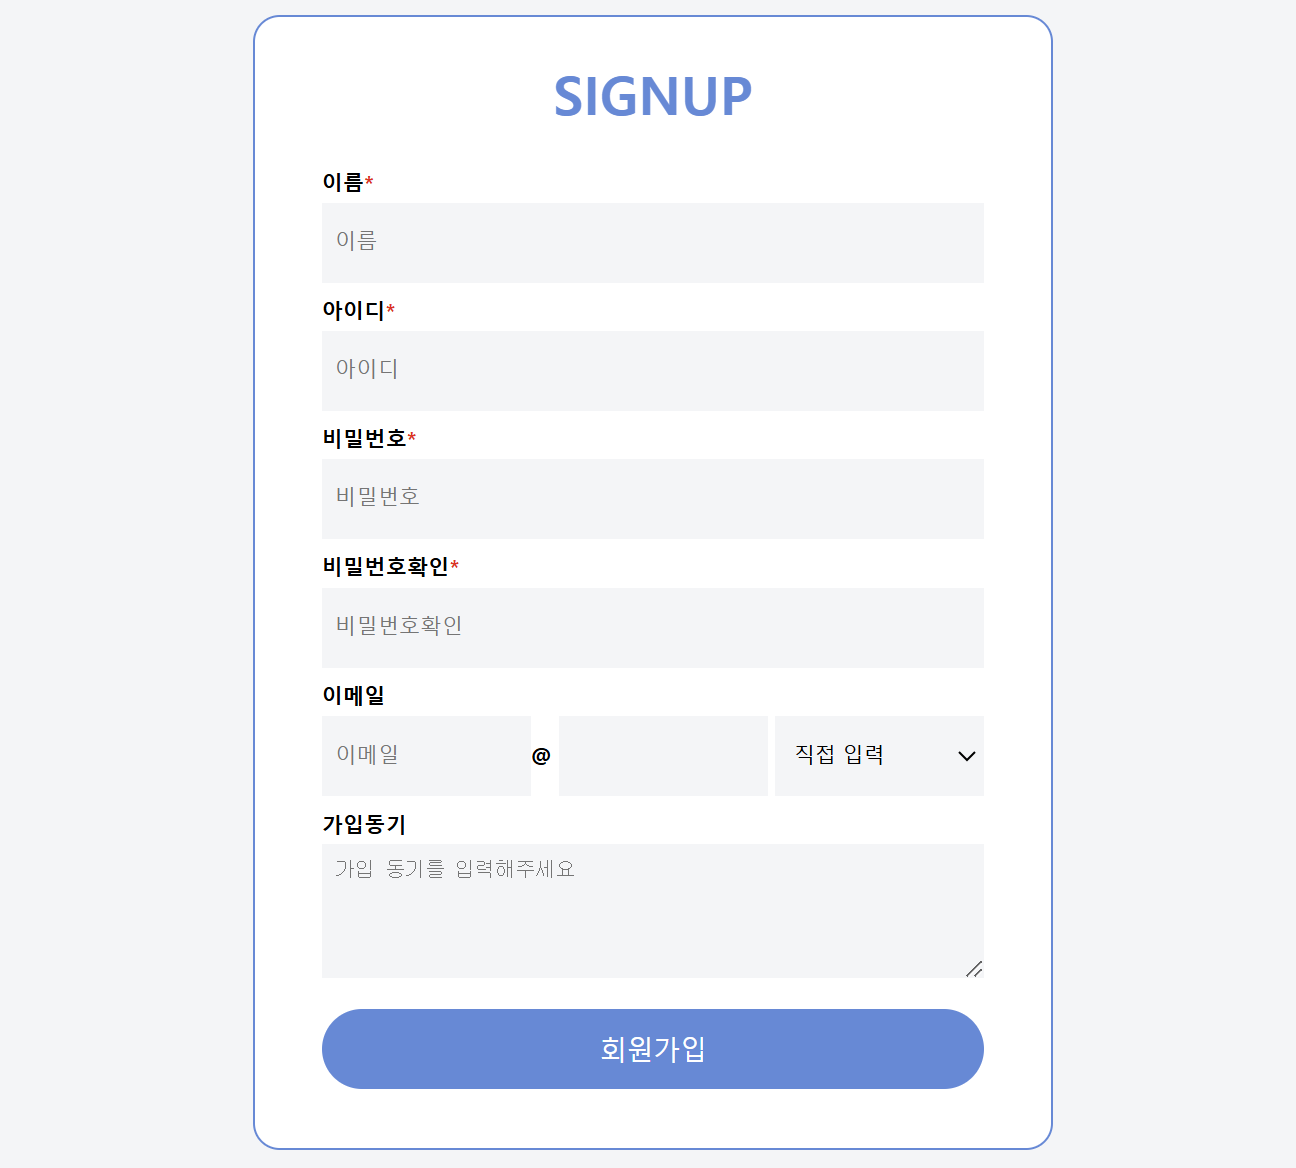 SIGNUP
이름*
이름
아이디*
아이디
비밀번호*
비밀번호
비밀번호확인*
비밀번호확인
이메일
이메일 @ 직접 입력
가입동기
가입 동기를 입력해주세요
회원가입